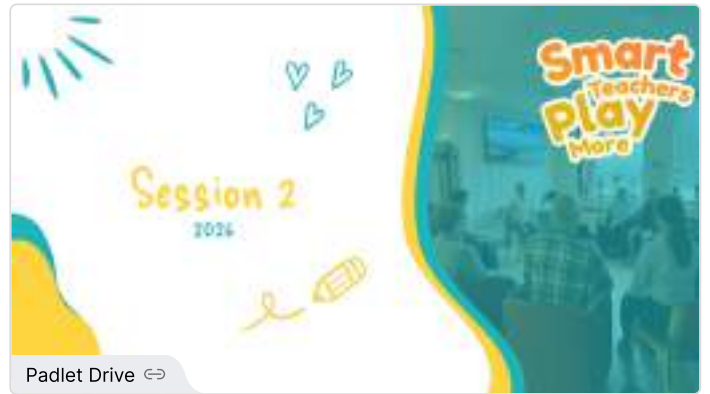 Smart
Teachers
Play
More
Session 2
2026
Padlet Drive